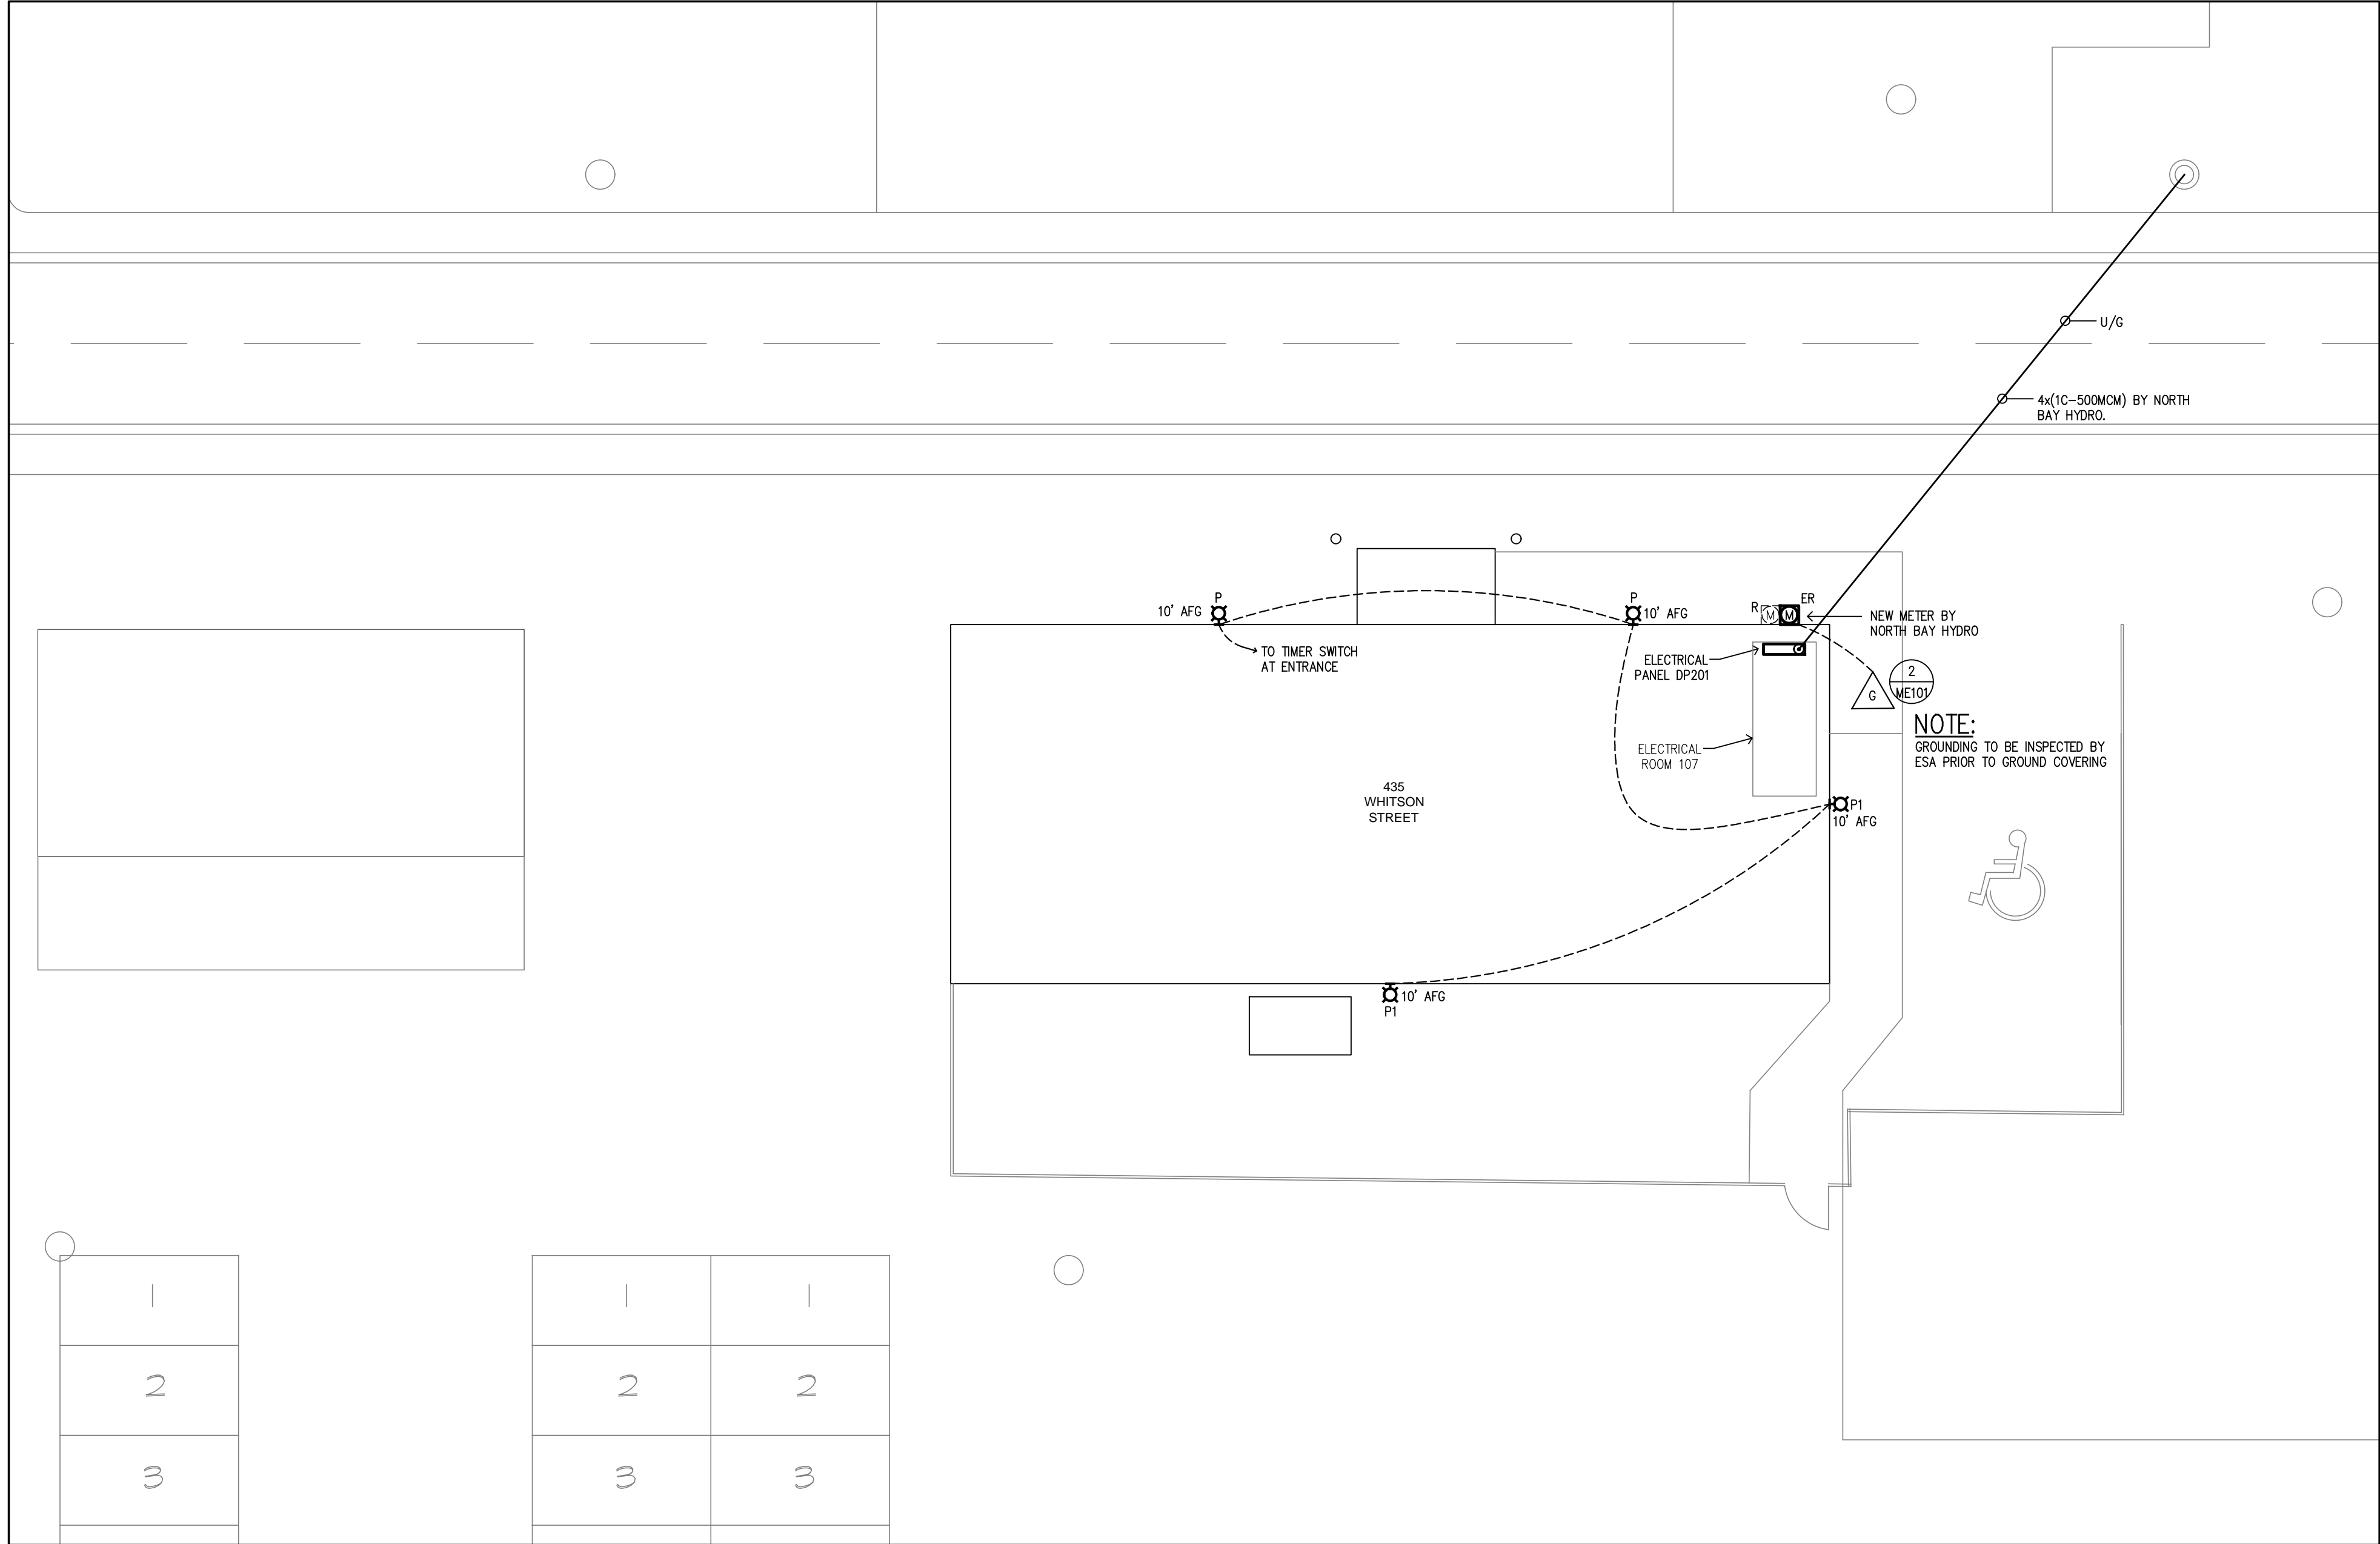 U/G
4x(1C-500MCM) BY NORTH
BAY HYDRO.
P
10' AFG
TO TIMER SWITCH
AT ENTRANCE
P
10' AFG
R
M
M
ER
NEW METER BY
NORTH BAY HYDRO
ELECTRICAL
PANEL DP201
2
ME101
G
NOTE:
GROUNDING TO BE INSPECTED BY
ESA PRIOR TO GROUND COVERING
ELECTRICAL
ROOM 107
435
WHITSON
STREET
P1
10' AFG
10' AFG
P1
1
1
1
2
2
2
3
3
3